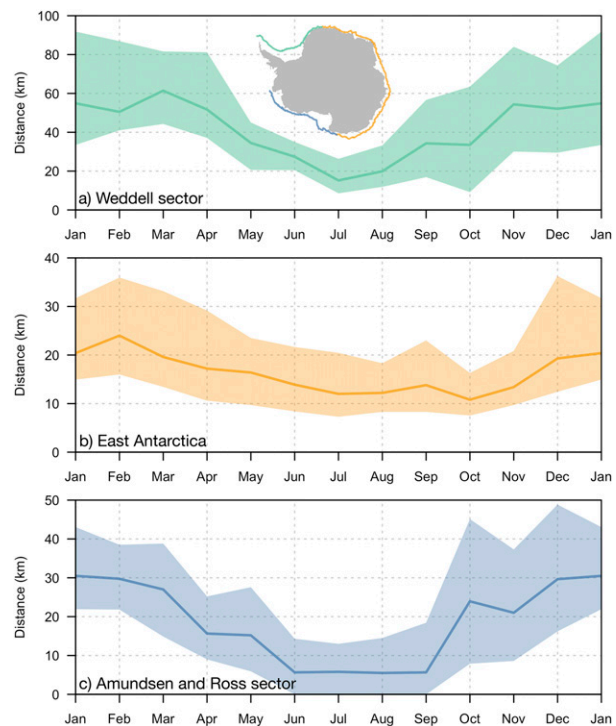 100
80
60
40
20
0
Distance (km)
a) Weddell sector
Jan Feb Mar Apr May Jun Jul Aug Sep Oct Nov Dec Jan
40
30
20
10
0
Distance (km)
b) East Antarctica
Jan Feb Mar Apr May Jun Jul Aug Sep Oct Nov Dec Jan
50
40
30
20
10
0
Distance (km)
c) Amundsen and Ross sector
Jan Feb Mar Apr May Jun Jul Aug Sep Oct Nov Dec Jan